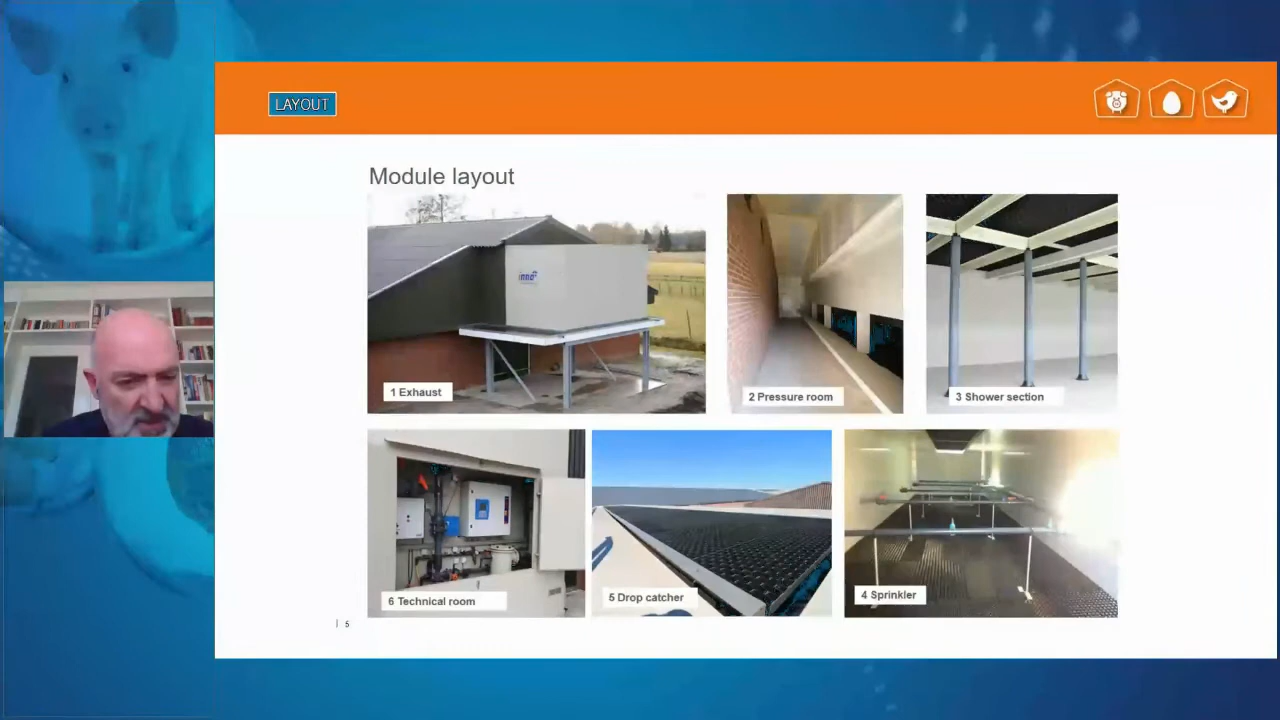 LAYOUT
Module layout
inno+
1 Exhaust
2 Pressure room
3 Shower section
6 Technical room
5 Drop catcher
4 Sprinkler
| 5